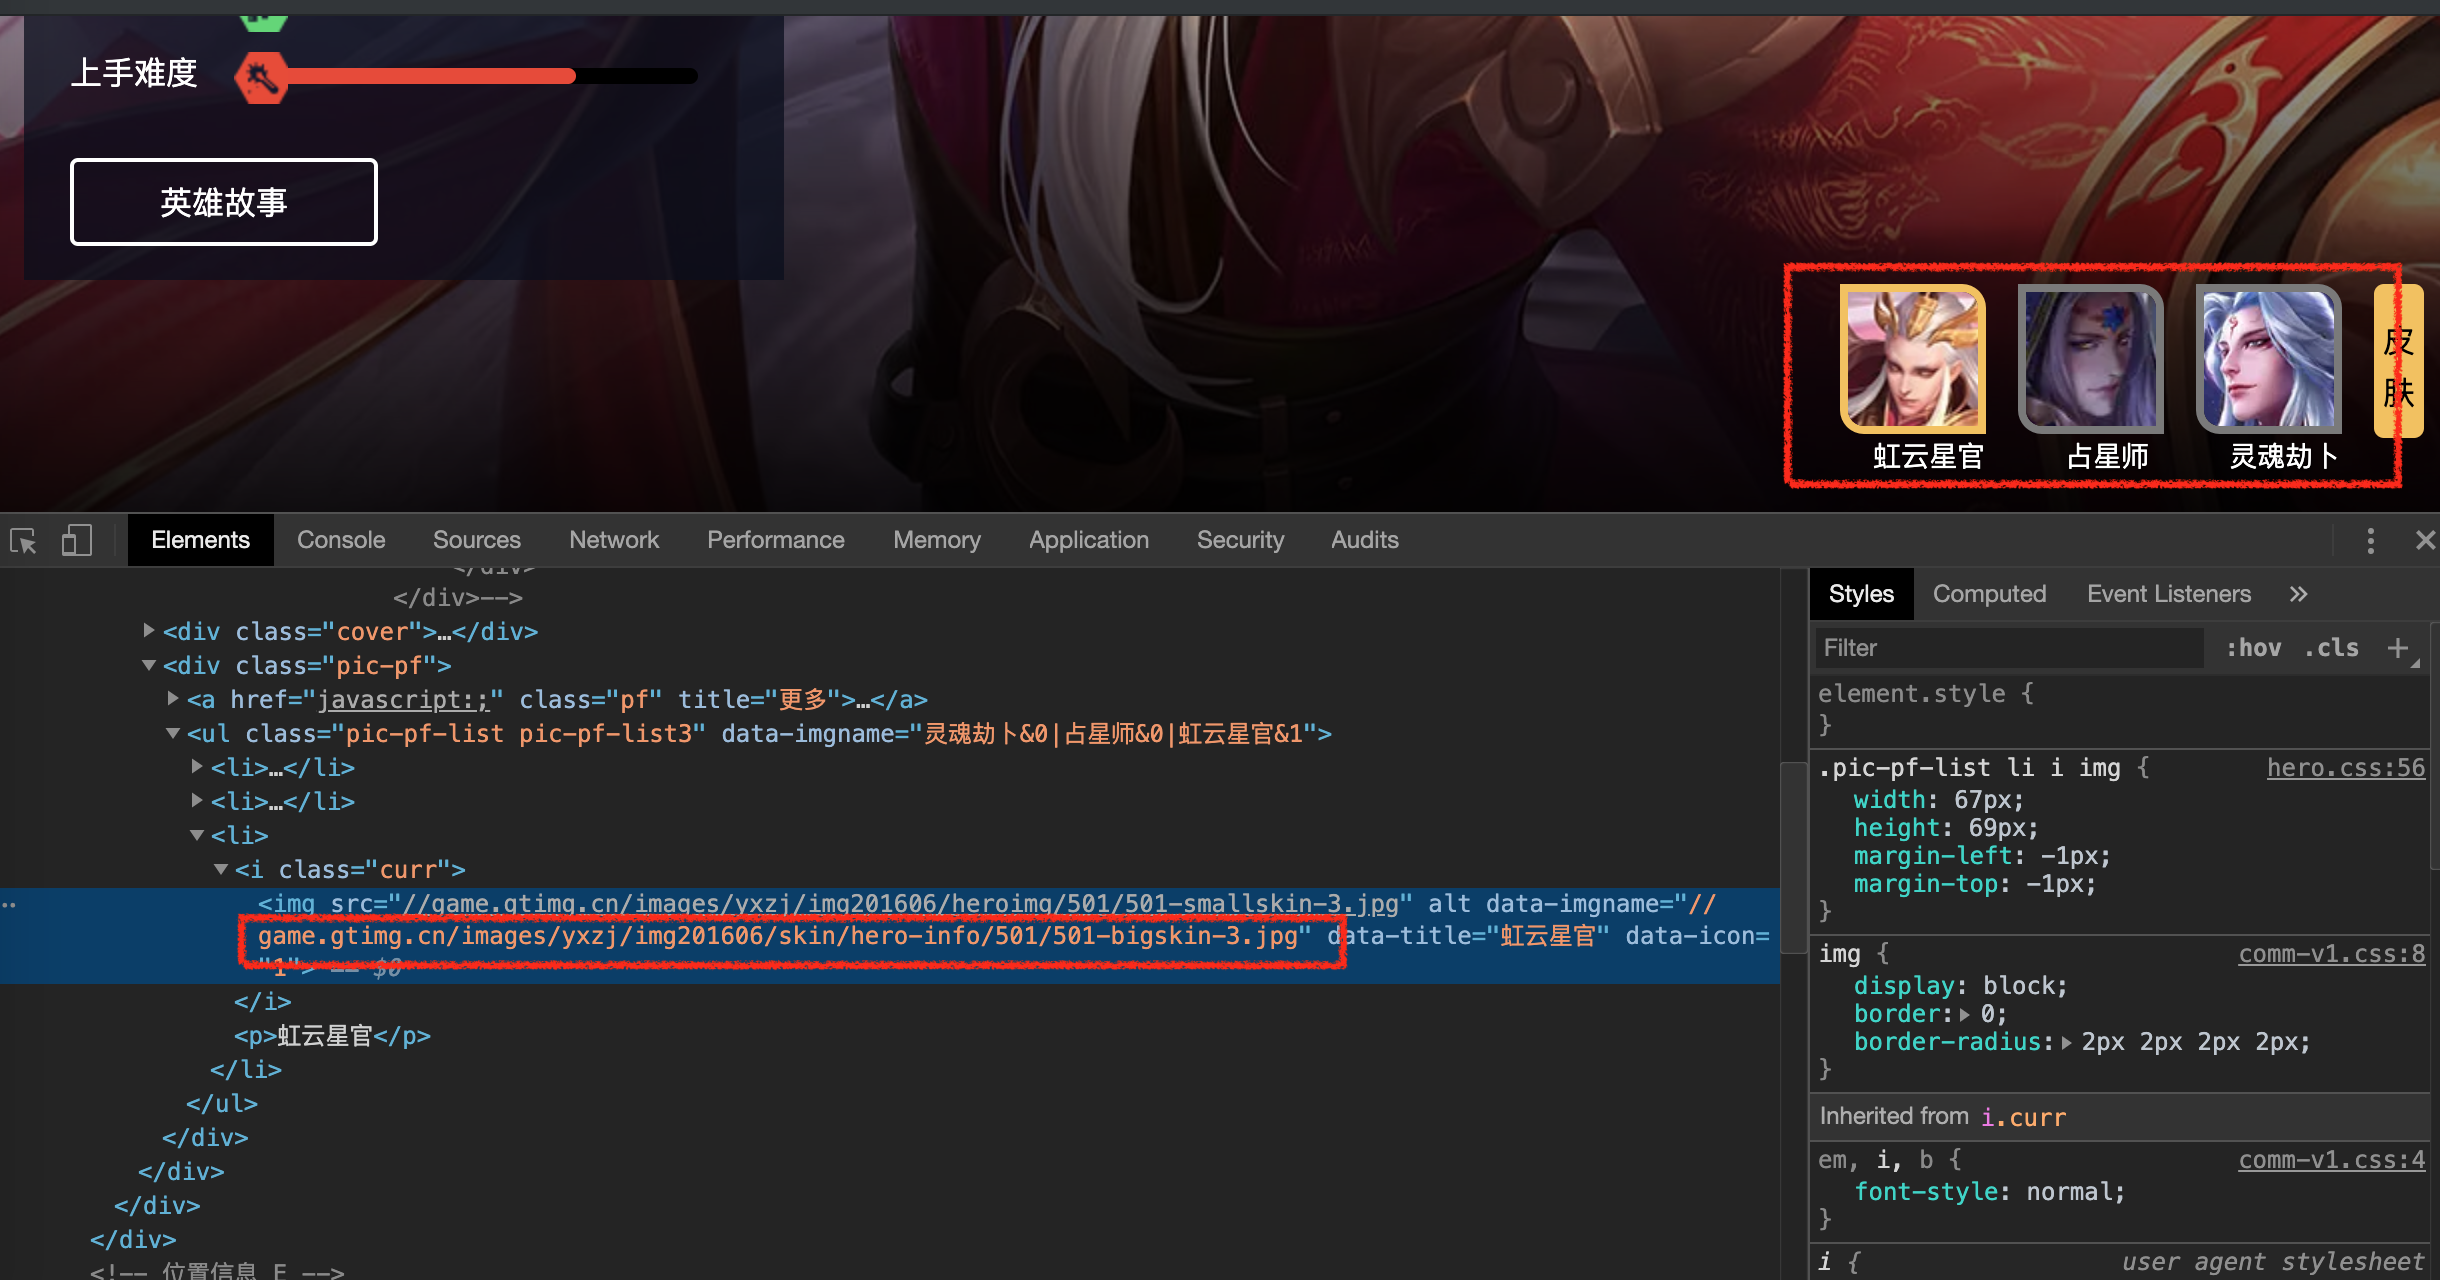 上手难度
英雄故事
皮
肤
虹云星官 占星师 灵魂劫卜
Elements Console Sources Network Performance Memory Application Security Audits
</div>
</div>-->
<div class="cover">…</div>
<div class="pic-pf">
<a href="javascript:;" class="pf" title="更多">…</a>
<ul class="pic-pf-list pic-pf-list3" data-imgname="灵魂劫卜&0|占星师&0|虹云星官&1">
<li>…</li>
<li>…</li>
<li>
<i class="curr">
<img src="//game.gtimg.cn/images/yxzj/img201606/heroimg/501/501-smallskin-3.jpg" alt data-imgname="//
game.gtimg.cn/images/yxzj/img201606/skin/hero-info/501/501-bigskin-3.jpg" data-title="虹云星官" data-icon=
"1"> == $0
</i>
<p>虹云星官</p>
</li>
</ul>
</div>
</div>
</div>
</div>
<!-- 位置信息 E -->
Styles Computed Event Listeners »
Filter :hov .cls +
element.style {
}
.pic-pf-list li i img { hero.css:56
width: 67px;
height: 69px;
margin-left: -1px;
margin-top: -1px;
}
img { comm-v1.css:8
display: block;
border: 0;
border-radius: 2px 2px 2px 2px;
}
Inherited from i.curr
em, i, b { comm-v1.css:4
font-style: normal;
}
i { user agent stylesheet